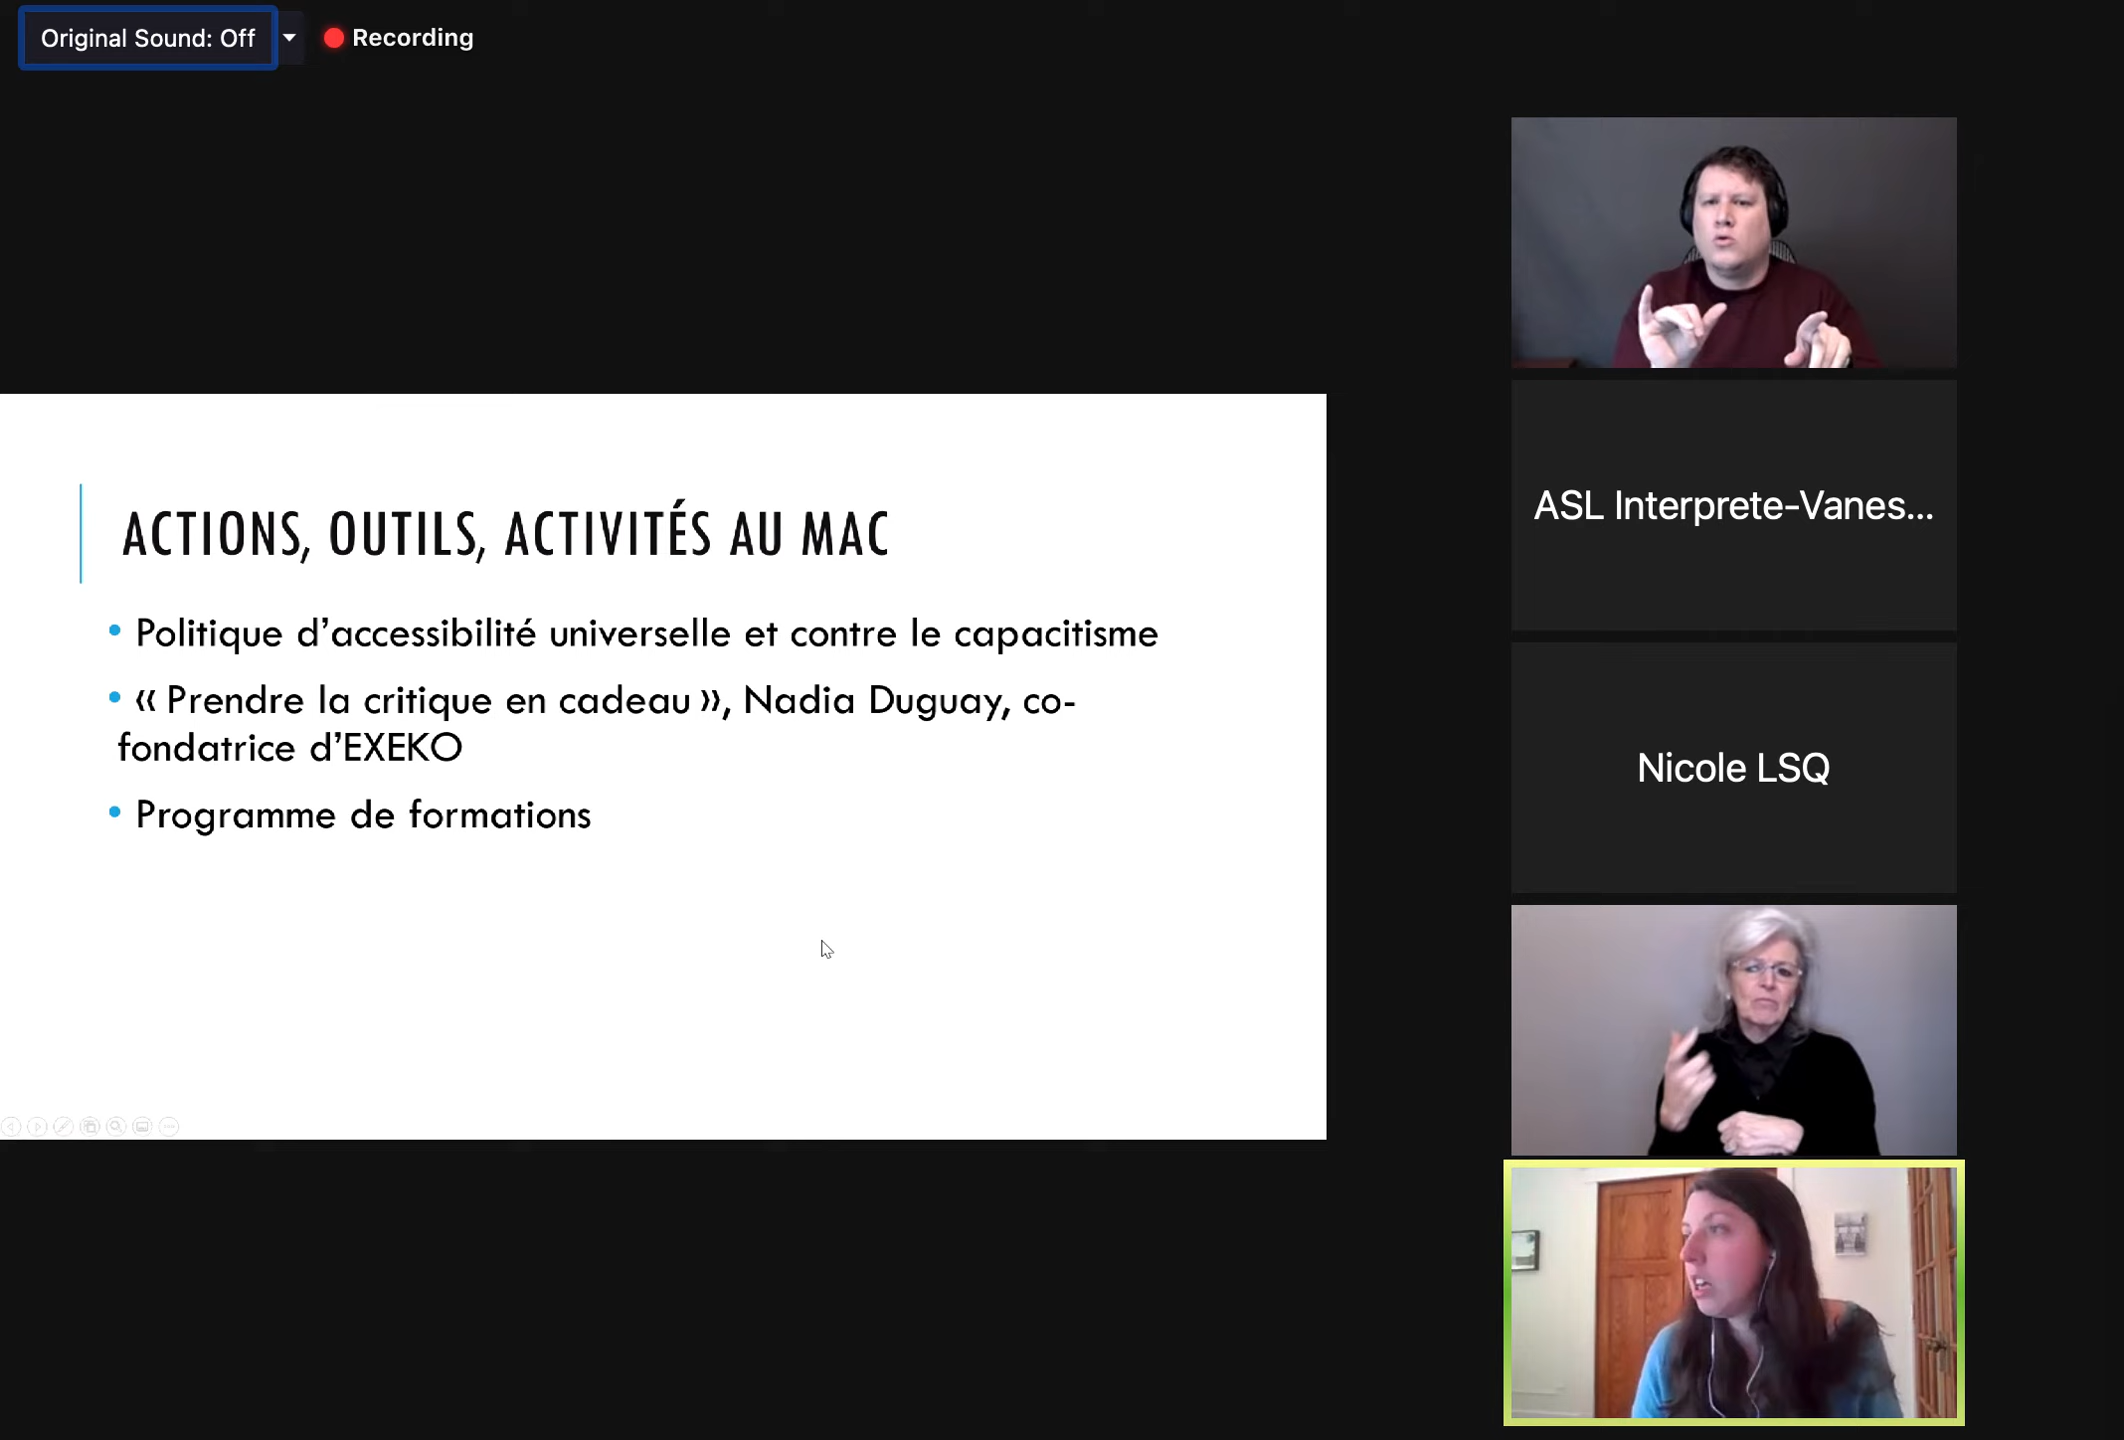 Original Sound: Off
Recording
ACTIONS, OUTILS, ACTIVITÉS AU MAC
• Politique d’accessibilité universelle et contre le capacitisme
• « Prendre la critique en cadeau », Nadia Duguay, co-
fondatrice d’EXEKO
• Programme de formations
ASL Interprete-Vanes...
Nicole LSQ